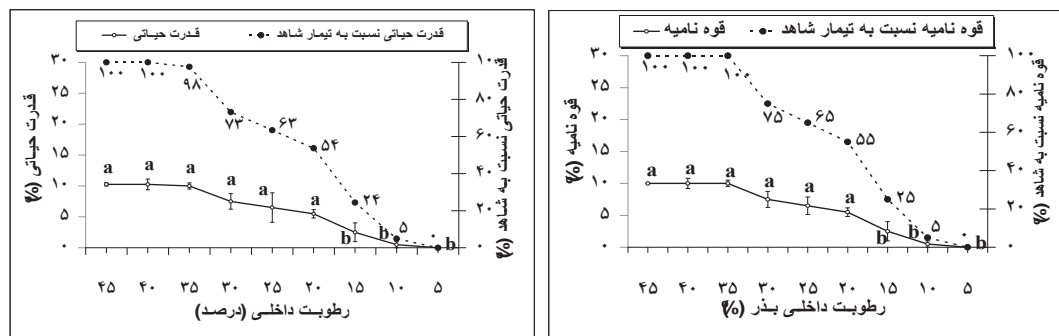 قدرت حیاتی نسبت به تیمار شاهد
قدرت حیاتی
قدرت حیاتی (%)
۳۰
۲۵
۲۰
۱۵
۱۰
۵
۰
۱۰۰ ۱۰۰ ۹۸ ۷۳ ۶۳ ۵۴ ۲۴ ۵ ۰
a a a a a a b b b
۱۰۰
۸۰
۶۰
۴۰
۲۰
۰
قدرت حیاتی نسبت به شاهد (%)
۴۵ ۴۰ ۳۵ ۳۰ ۲۵ ۲۰ ۱۵ ۱۰ ۵
رطوبت داخلی (درصد)
قوه نامیه نسبت به تیمار شاهد
قوه نامیه
قوه نامیه (%)
۳۰
۲۵
۲۰
۱۵
۱۰
۵
۰
۱۰۰ ۱۰۰ ۱۰۰ ۷۵ ۶۵ ۵۵ ۲۵ ۵ ۰
a a a a a a b b b
۱۰۰
۸۰
۶۰
۴۰
۲۰
۰
قوه نامیه نسبت به شاهد (%)
۴۵ ۴۰ ۳۵ ۳۰ ۲۵ ۲۰ ۱۵ ۱۰ ۵
رطوبت داخلی بذر (%)